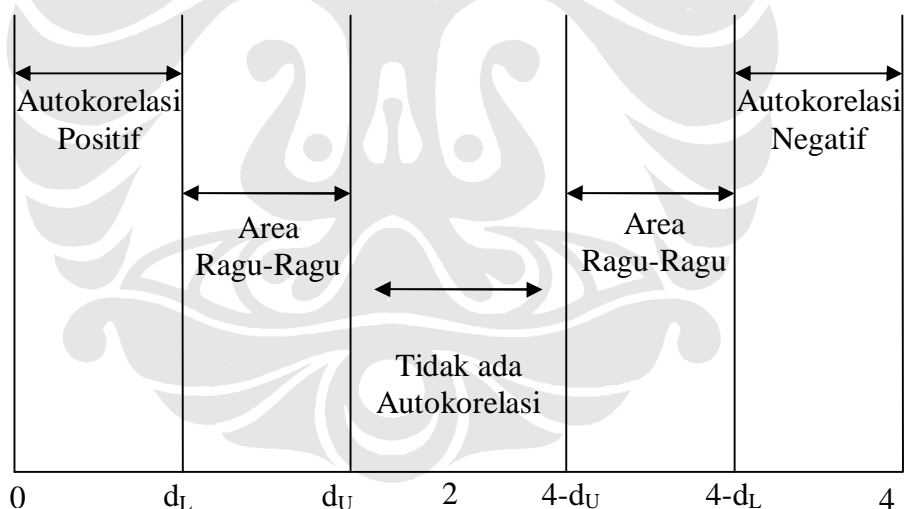 Autokorelasi
Positif
Autokorelasi
Negatif
Area
Ragu-Ragu
Area
Ragu-Ragu
Tidak ada
Autokorelasi
0 dL dU 2 4-dU 4-dL 4